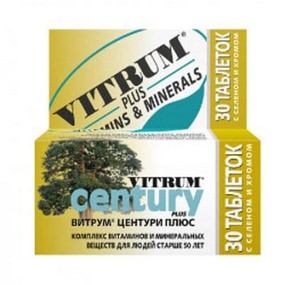 VITRUM®
PLUS
VITAMINS & MINERALS
30 ТАБЛЕТОК
С СЕЛЕНОМ И ХРОМОМ
VITRUM®
century
PLUS
ВИТРУМ® ЦЕНТУРИ ПЛЮС
КОМПЛЕКС ВИТАМИНОВ И МИНЕРАЛЬНЫХ
ВЕЩЕСТВ ДЛЯ ЛЮДЕЙ СТАРШЕ 50 ЛЕТ
30 ТАБЛЕТОК
С СЕЛЕНОМ И ХРОМОМ